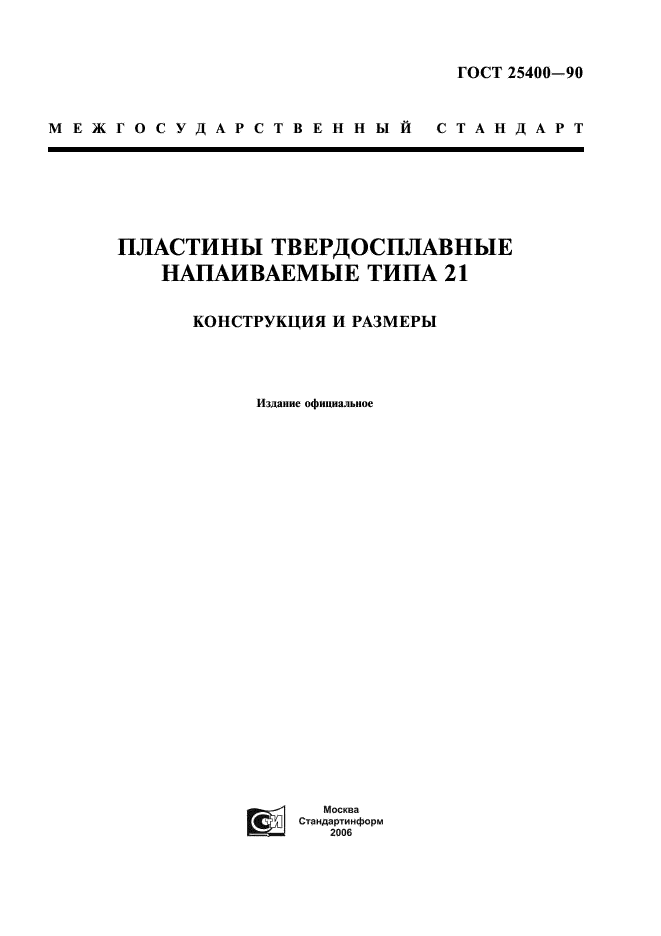 ГОСТ 25400—90
МЕЖГОСУДАРСТВЕННЫЙ СТАНДАРТ
ПЛАСТИНЫ ТВЕРДОСПЛАВНЫЕ
НАПАИВАЕМЫЕ ТИПА 21
КОНСТРУКЦИЯ И РАЗМЕРЫ
Издание официальное
Москва
Стандартинформ
2006